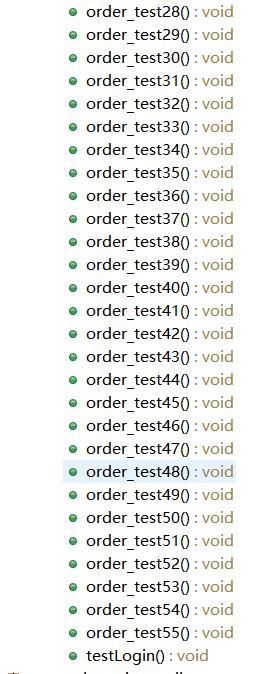 order_test28() : void
order_test29() : void
order_test30() : void
order_test31() : void
order_test32() : void
order_test33() : void
order_test34() : void
order_test35() : void
order_test36() : void
order_test37() : void
order_test38() : void
order_test39() : void
order_test40() : void
order_test41() : void
order_test42() : void
order_test43() : void
order_test44() : void
order_test45() : void
order_test46() : void
order_test47() : void
order_test48() : void
order_test49() : void
order_test50() : void
order_test51() : void
order_test52() : void
order_test53() : void
order_test54() : void
order_test55() : void
testLogin() : void